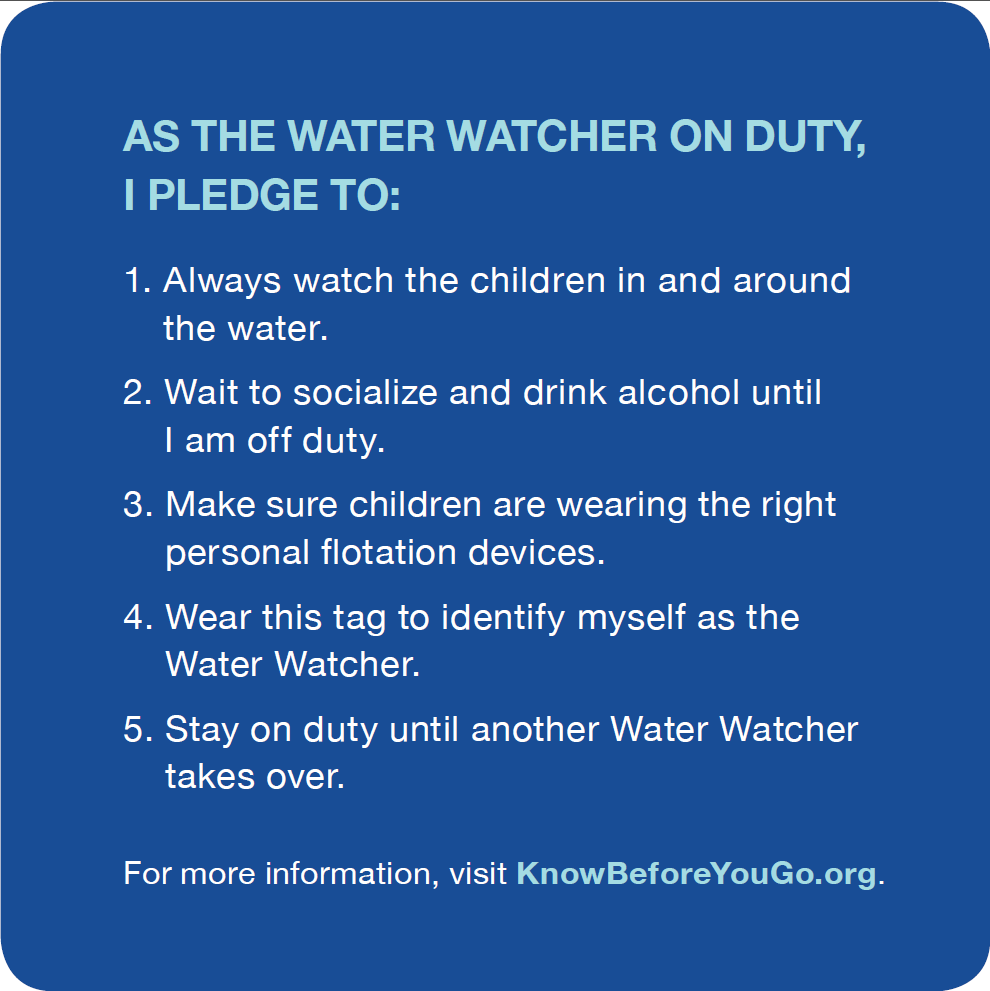 AS THE WATER WATCHER ON DUTY,
I PLEDGE TO:
1. Always watch the children in and around
the water.
2. Wait to socialize and drink alcohol until
I am off duty.
3. Make sure children are wearing the right
personal flotation devices.
4. Wear this tag to identify myself as the
Water Watcher.
5. Stay on duty until another Water Watcher
takes over.
For more information, visit KnowBeforeYouGo.org.